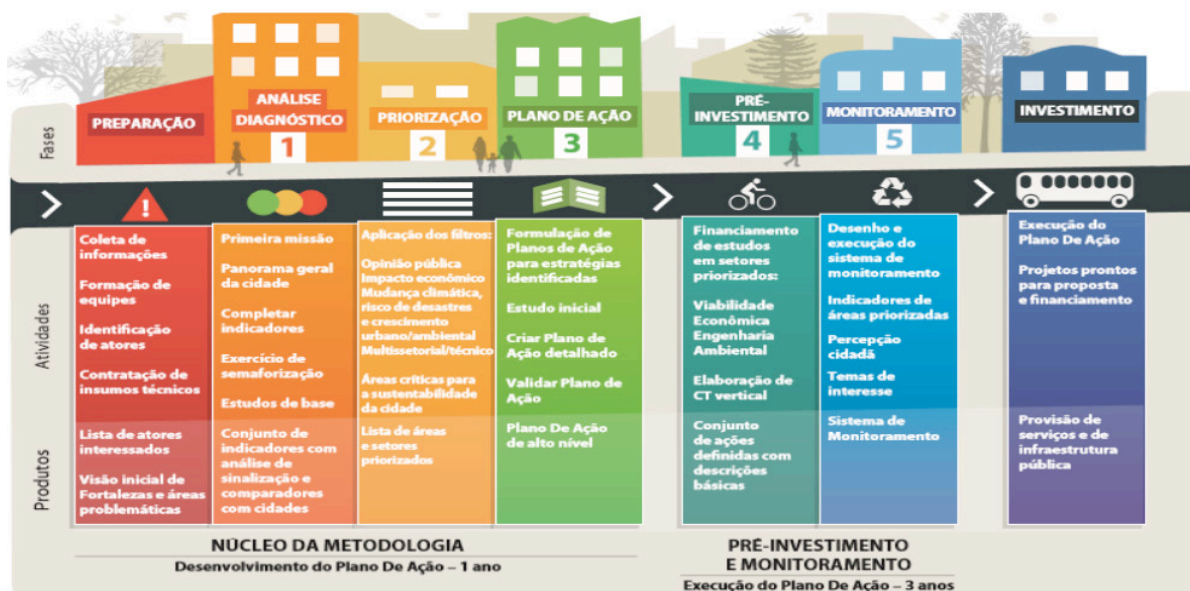 Fases
PREPARAÇÃO
ANÁLISE
DIAGNÓSTICO
1
PRIORIZAÇÃO
2
PLANO DE AÇÃO
3
PRÉ-
INVESTIMENTO
4
MONITORAMENTO
5
INVESTIMENTO
Atividades
Coleta de
informações
Formação de
equipes
Identificação
de atores
Contratação de
insumos técnicos
Primeira missão
Panorama geral
da cidade
Completar
indicadores
Exercício de
semaforização
Estudos de base
Aplicação dos filtros:
Opinião pública
Impacto econômico
Mudança climática,
risco de desastres
e crescimento
urbano/ambiental
Multissetorial/técnico
Áreas críticas para
a sustentabilidade
da cidade
Formulação de
Planos de Ação
para estratégias
identificadas
Estudo inicial
Criar Plano de
Ação detalhado
Validar Plano de
Ação
Financiamento
de estudos
em setores
priorizados:
Viabilidade
Econômica
Engenharia
Ambiental
Elaboração de
CT vertical
Desenho e
execução do
sistema de
monitoramento
Indicadores de
áreas priorizadas
Percepção
cidadã
Temas de
interesse
Execução do
Plano De Ação
Projetos prontos
para proposta
e financiamento
Produtos
Lista de atores
interessados
Visão inicial de
Fortalezas e áreas
problemáticas
Conjunto de
indicadores com
análise de
sinalização e
comparadores
com cidades
Lista de áreas
e setores
priorizados
Plano De Ação
de alto nível
Conjunto
de ações
definidas com
descrições
básicas
Sistema de
Monitoramento
Provisão de
serviços e de
infraestrutura
pública
NÚCLEO DA METODOLOGIA
Desenvolvimento do Plano De Ação – 1 ano
PRÉ-INVESTIMENTO
E MONITORAMENTO
Execução do Plano De Ação – 3 anos